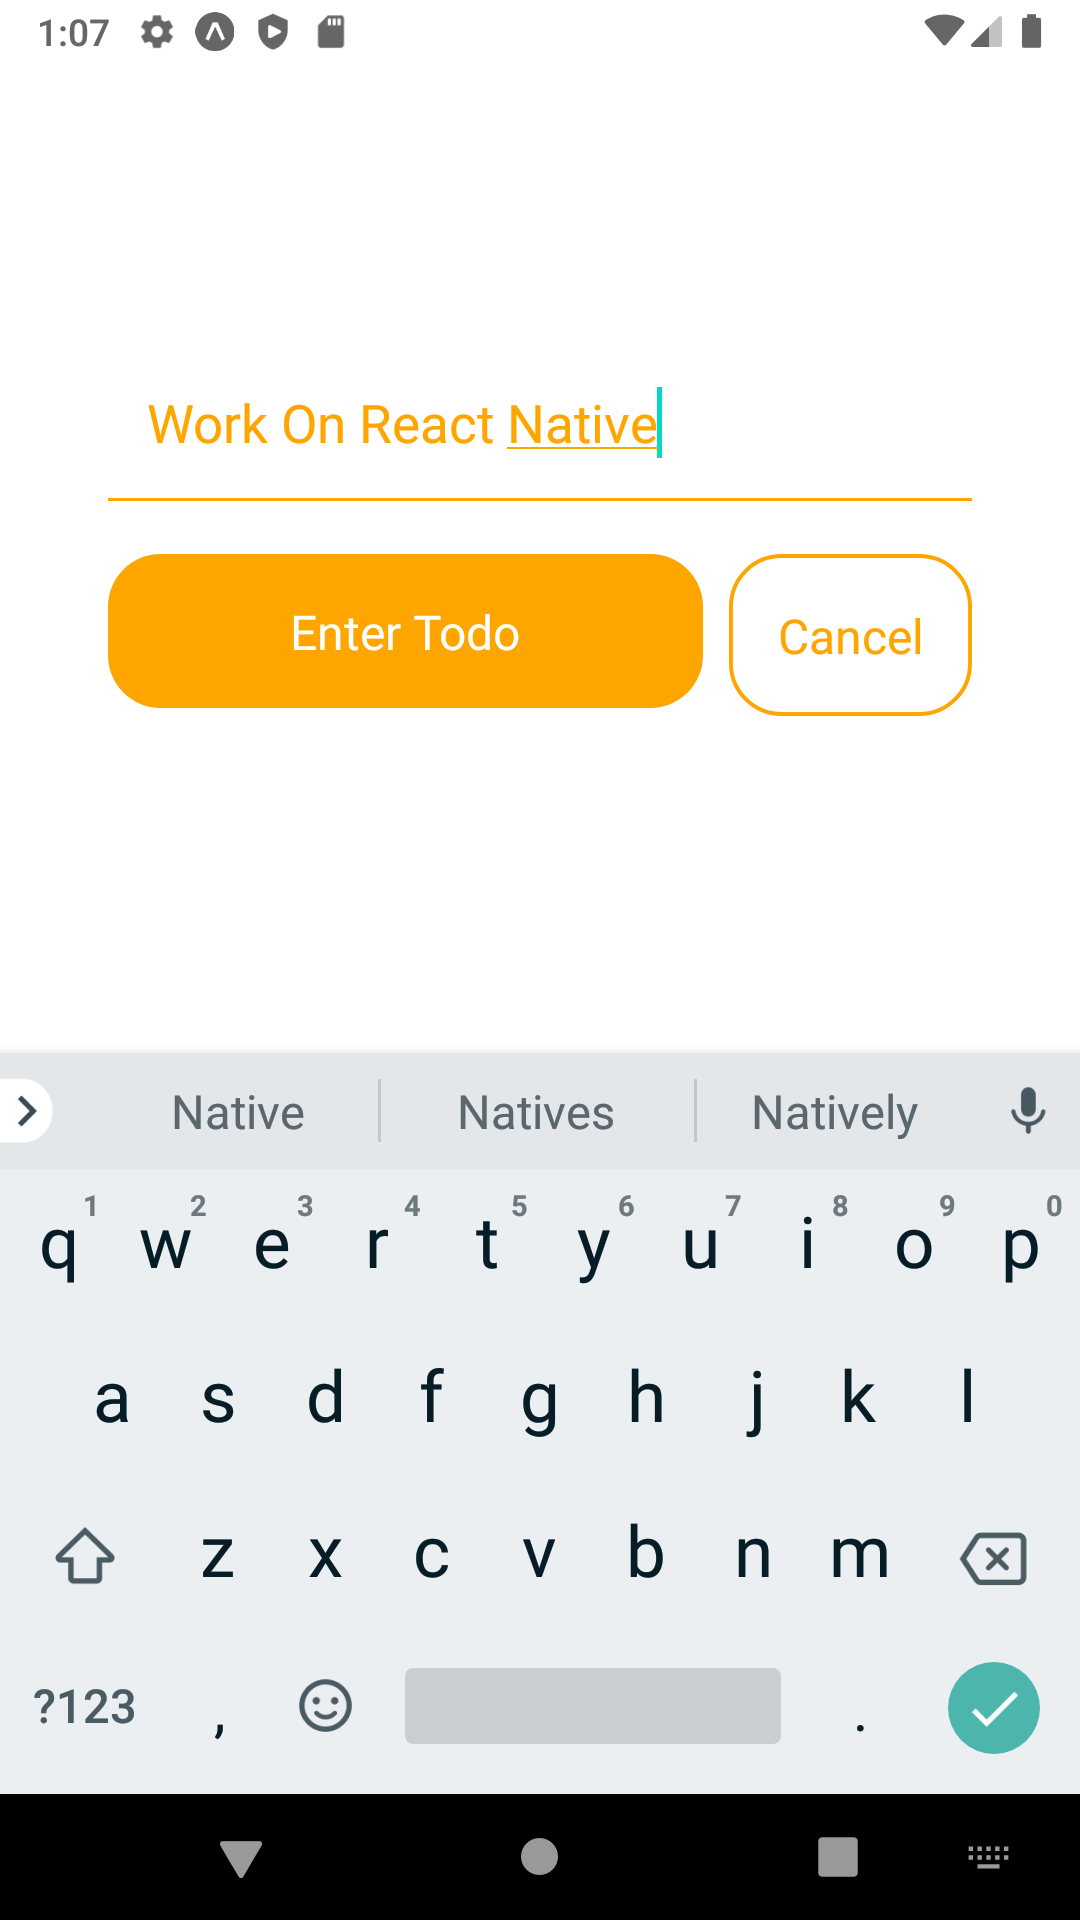 1:07
Work On React Native
Enter Todo
Cancel
Native Natives Natively
1 2 3 4 5 6 7 8 9 0
q w e r t y u i o p
a s d f g h j k l
z x c v b n m
?123 , .